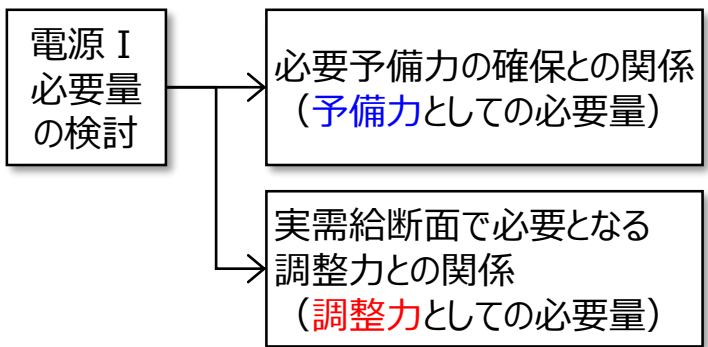 電源Ⅰ
必要量
の検討
必要予備力の確保との関係
（予備力としての必要量）
実需給断面で必要となる
調整力との関係
（調整力としての必要量）